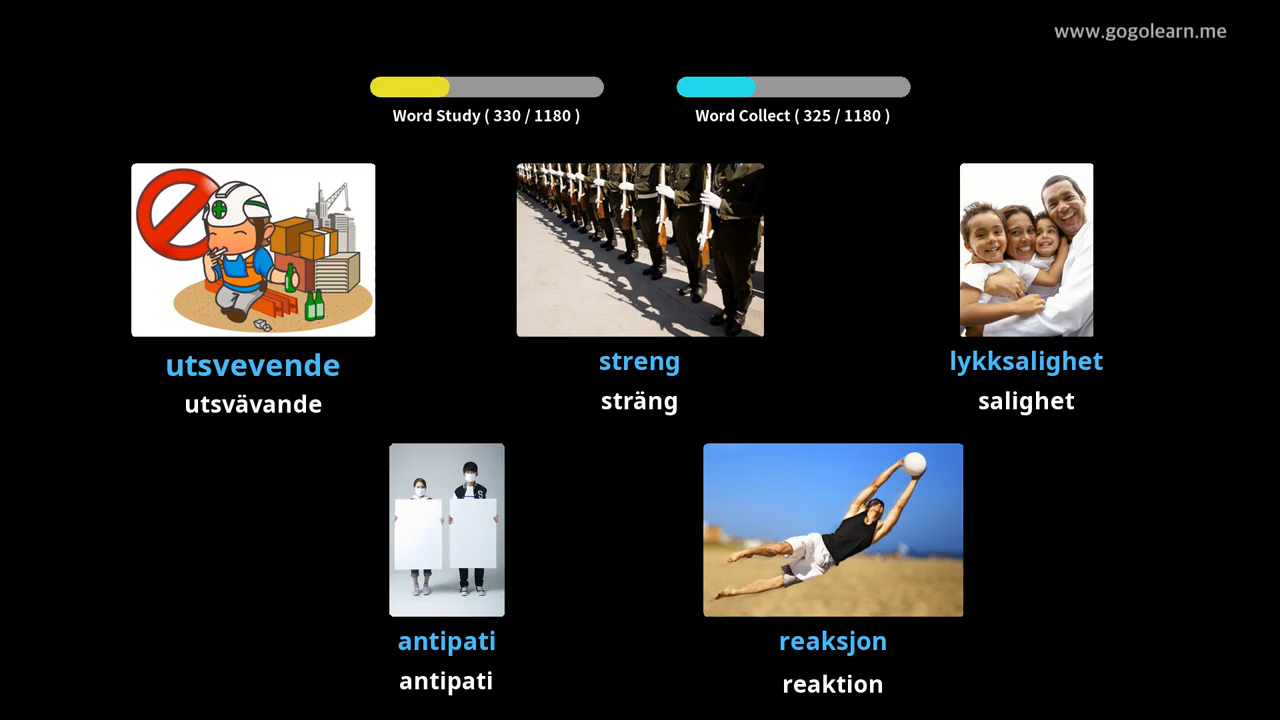 www.gogolearn.me
Word Study ( 330 / 1180 )
Word Collect ( 325 / 1180 )
utsvevende
utsvävande
streng
sträng
lykksalighet
salighet
antipati
antipati
reaksjon
reaktion